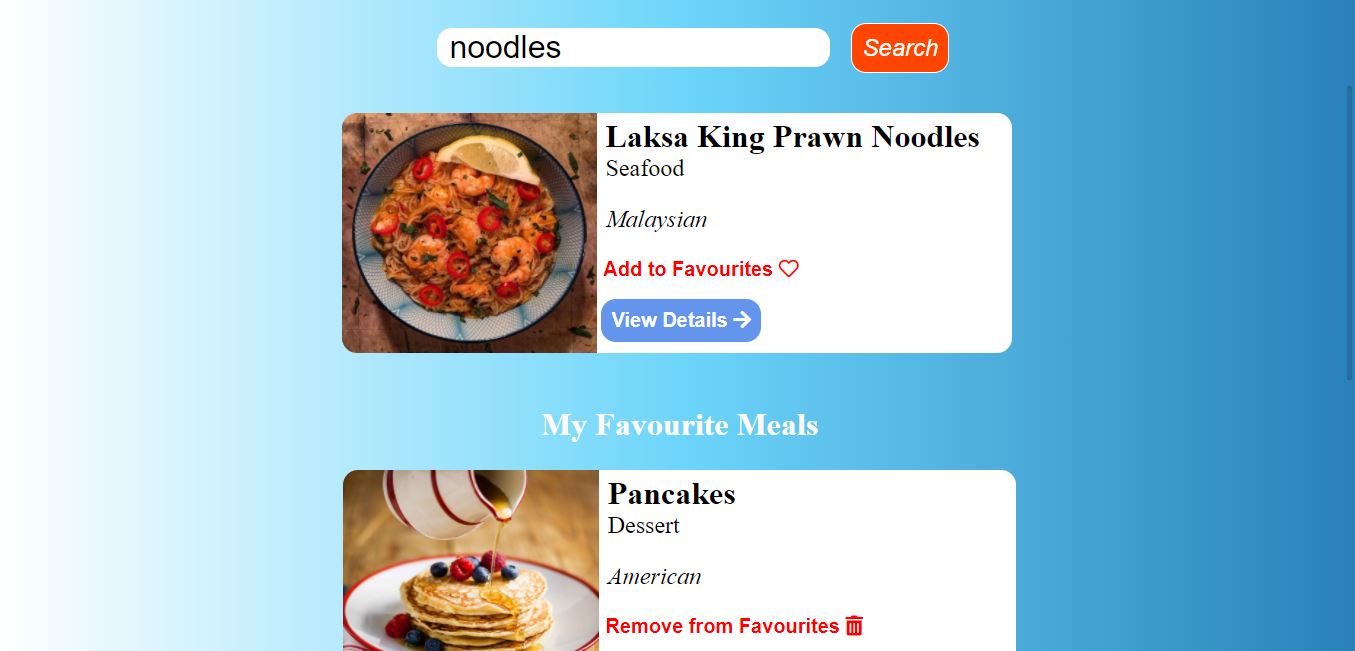 noodles
Search
Laksa King Prawn Noodles
Seafood
Malaysian
Add to Favourites
View Details
My Favourite Meals
Pancakes
Dessert
American
Remove from Favourites